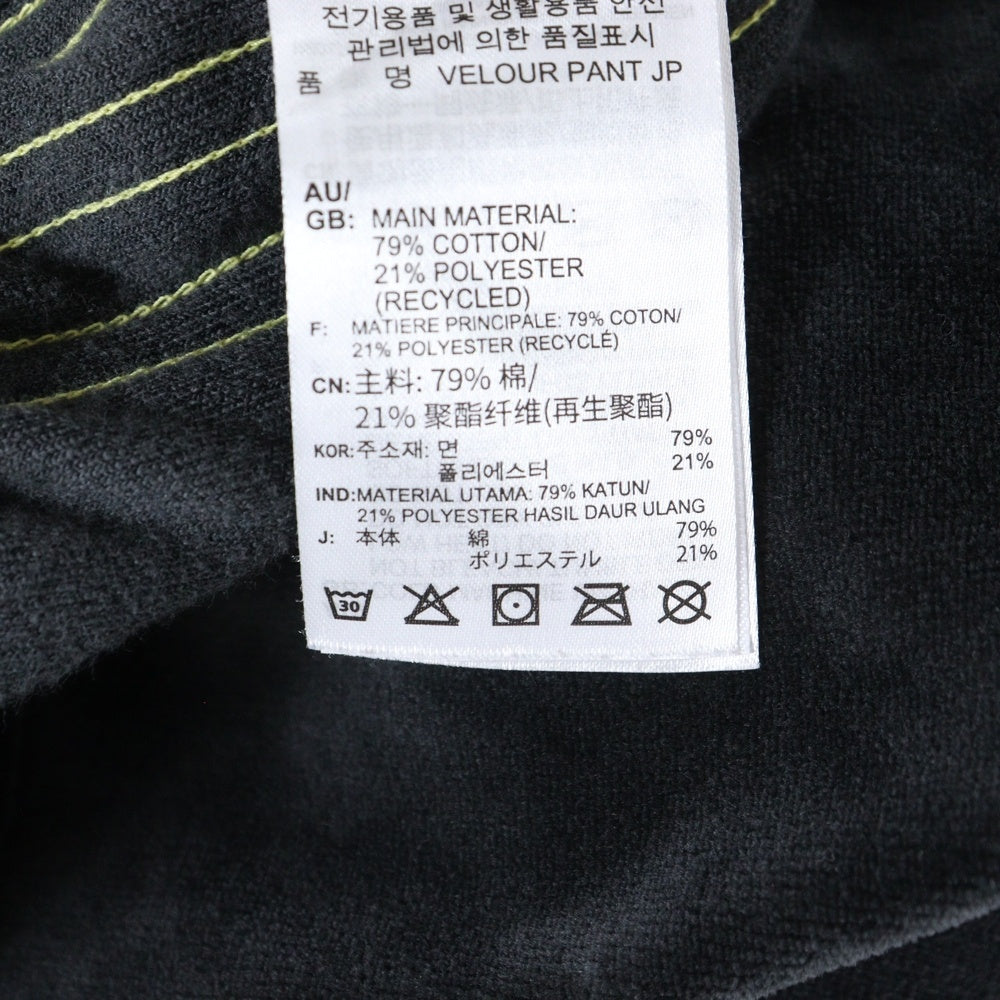 전기용품 및 생활용품 안전
관리법에 의한 품질표시
품 명 VELOUR PANT JP
AU/
GB: MAIN MATERIAL:
79% COTTON/
21% POLYESTER
(RECYCLED)
F: MATIERE PRINCIPALE: 79% COTON/
21% POLYESTER (RECYCLÉ)
CN: 主料: 79% 棉/
21% 聚酯纤维(再生聚酯)
KOR: 주소재: 면 79%
폴리에스터 21%
IND: MATERIAL UTAMA: 79% KATUN/
21% POLYESTER HASIL DAUR ULANG
J: 本体 綿 79%
ポリエステル 21%
30